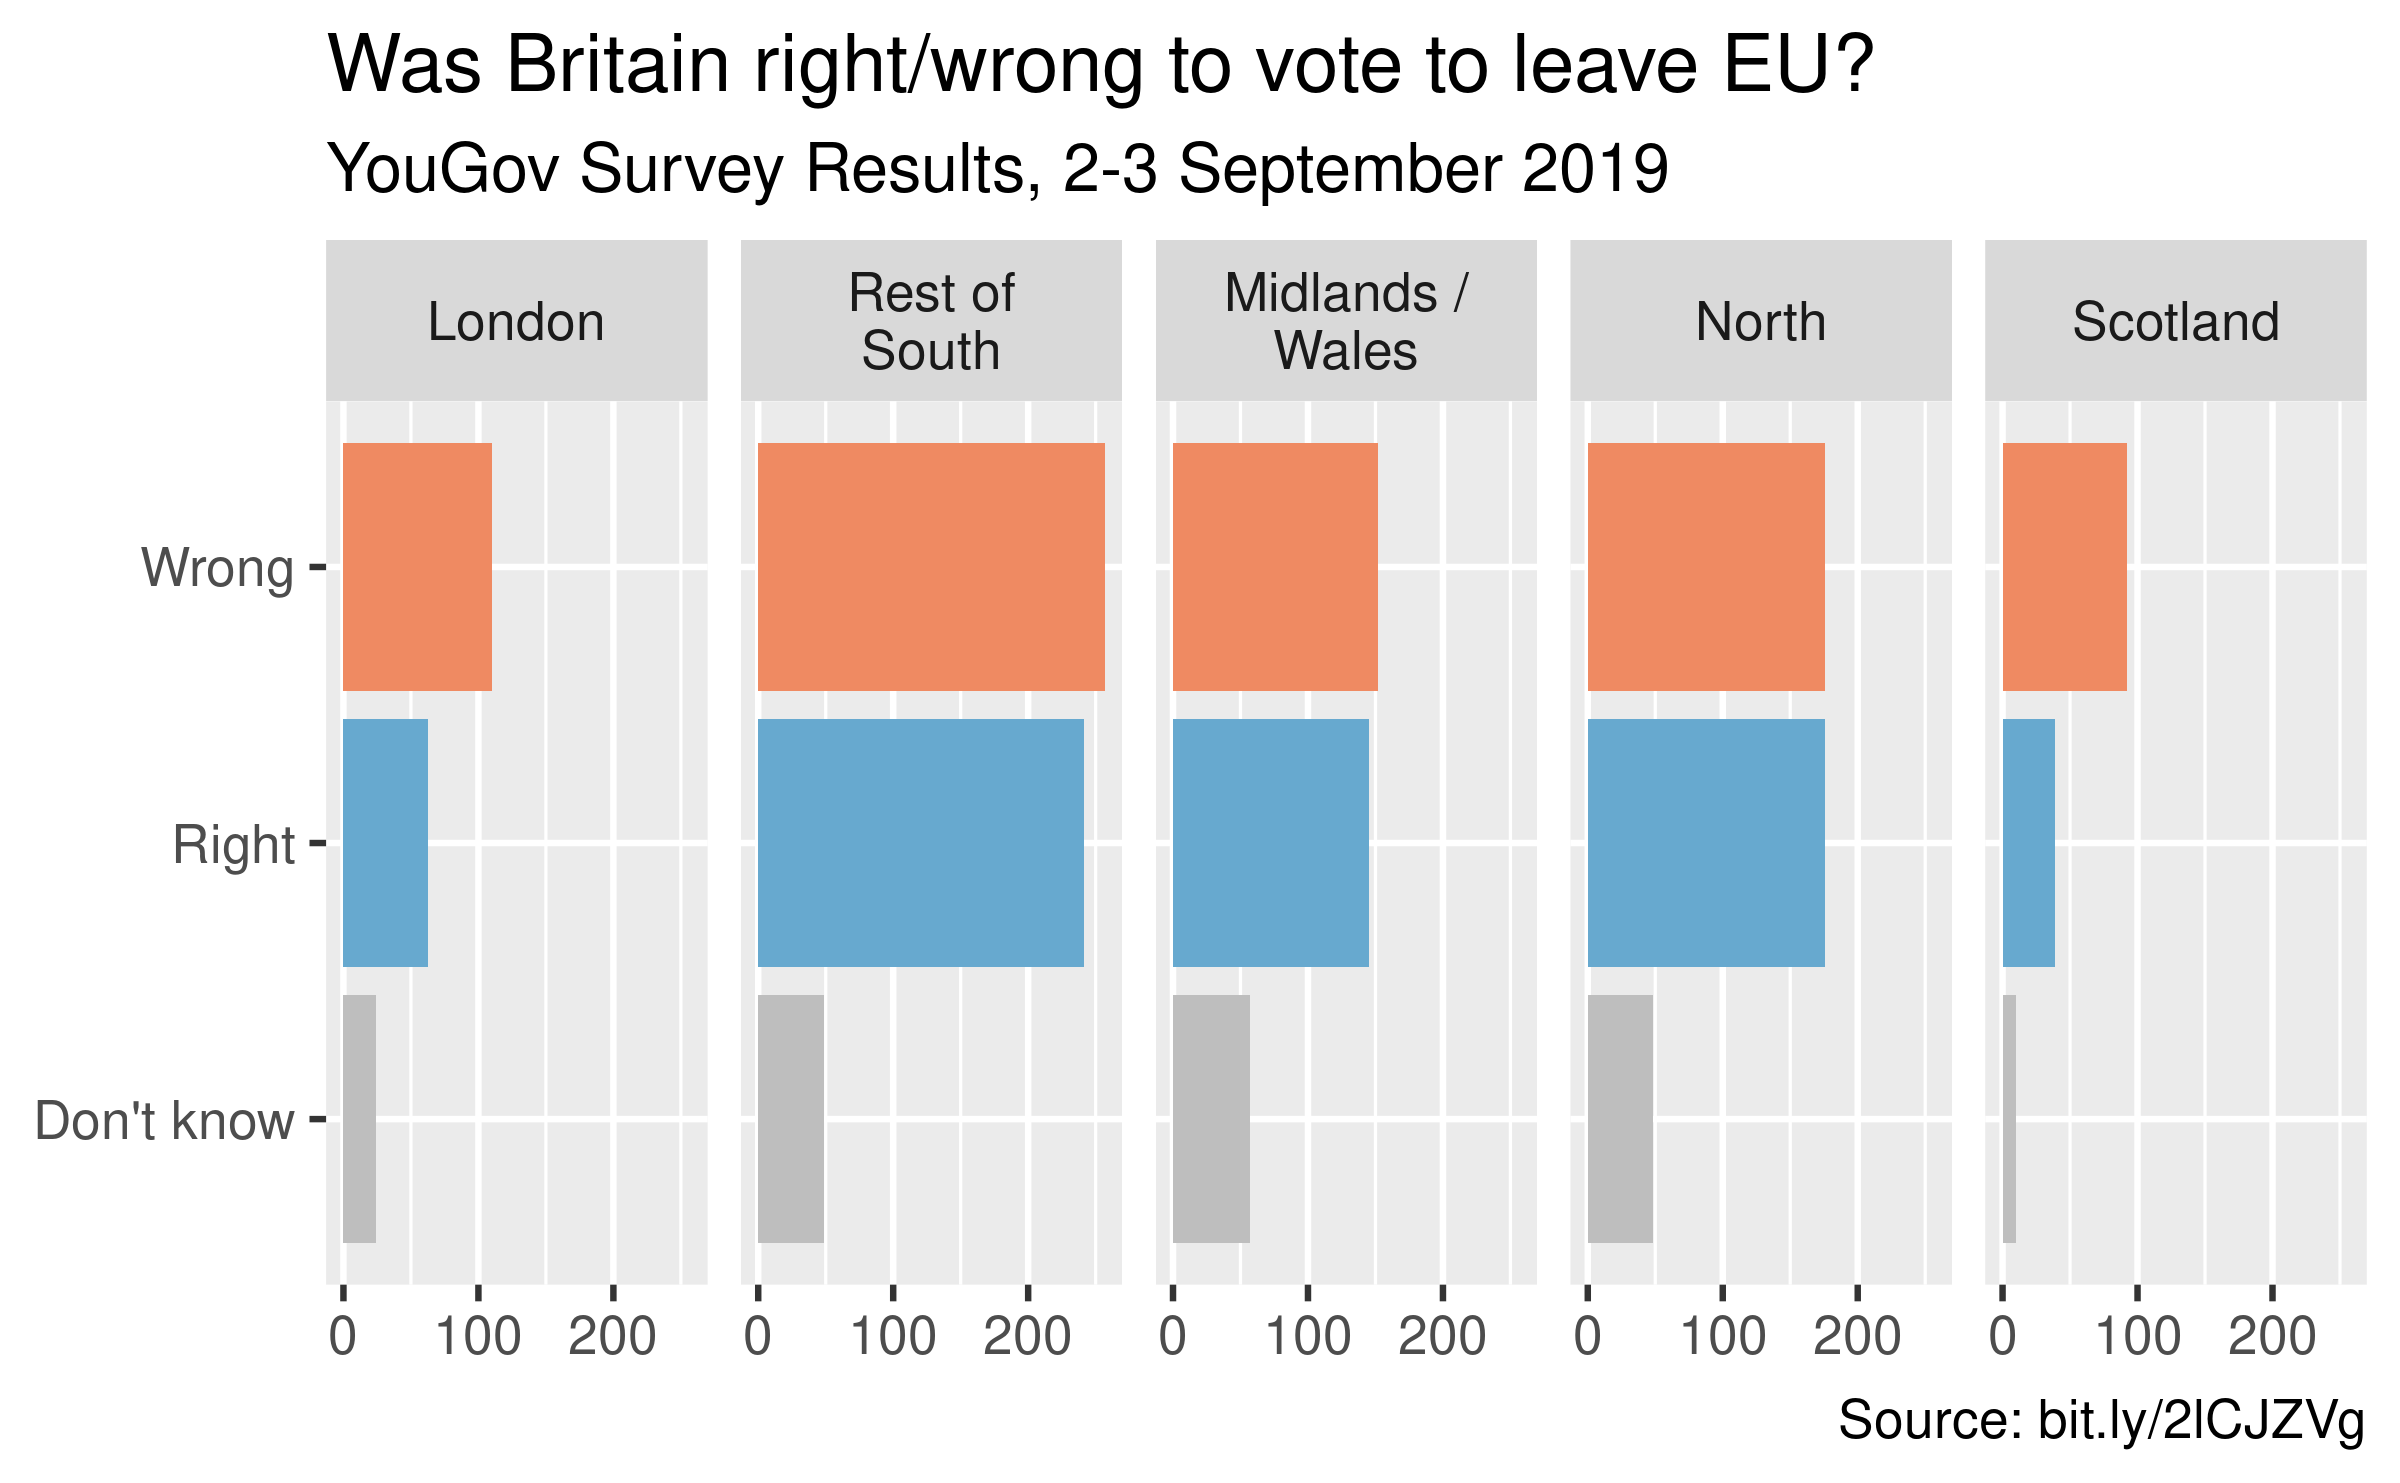 Was Britain right/wrong to vote to leave EU?
YouGov Survey Results, 2-3 September 2019
London
Rest of
South
Midlands /
Wales
North
Scotland
Wrong
Right
Don't know
0 100 200
0 100 200
0 100 200
0 100 200
0 100 200
Source: bit.ly/2lCJZVg